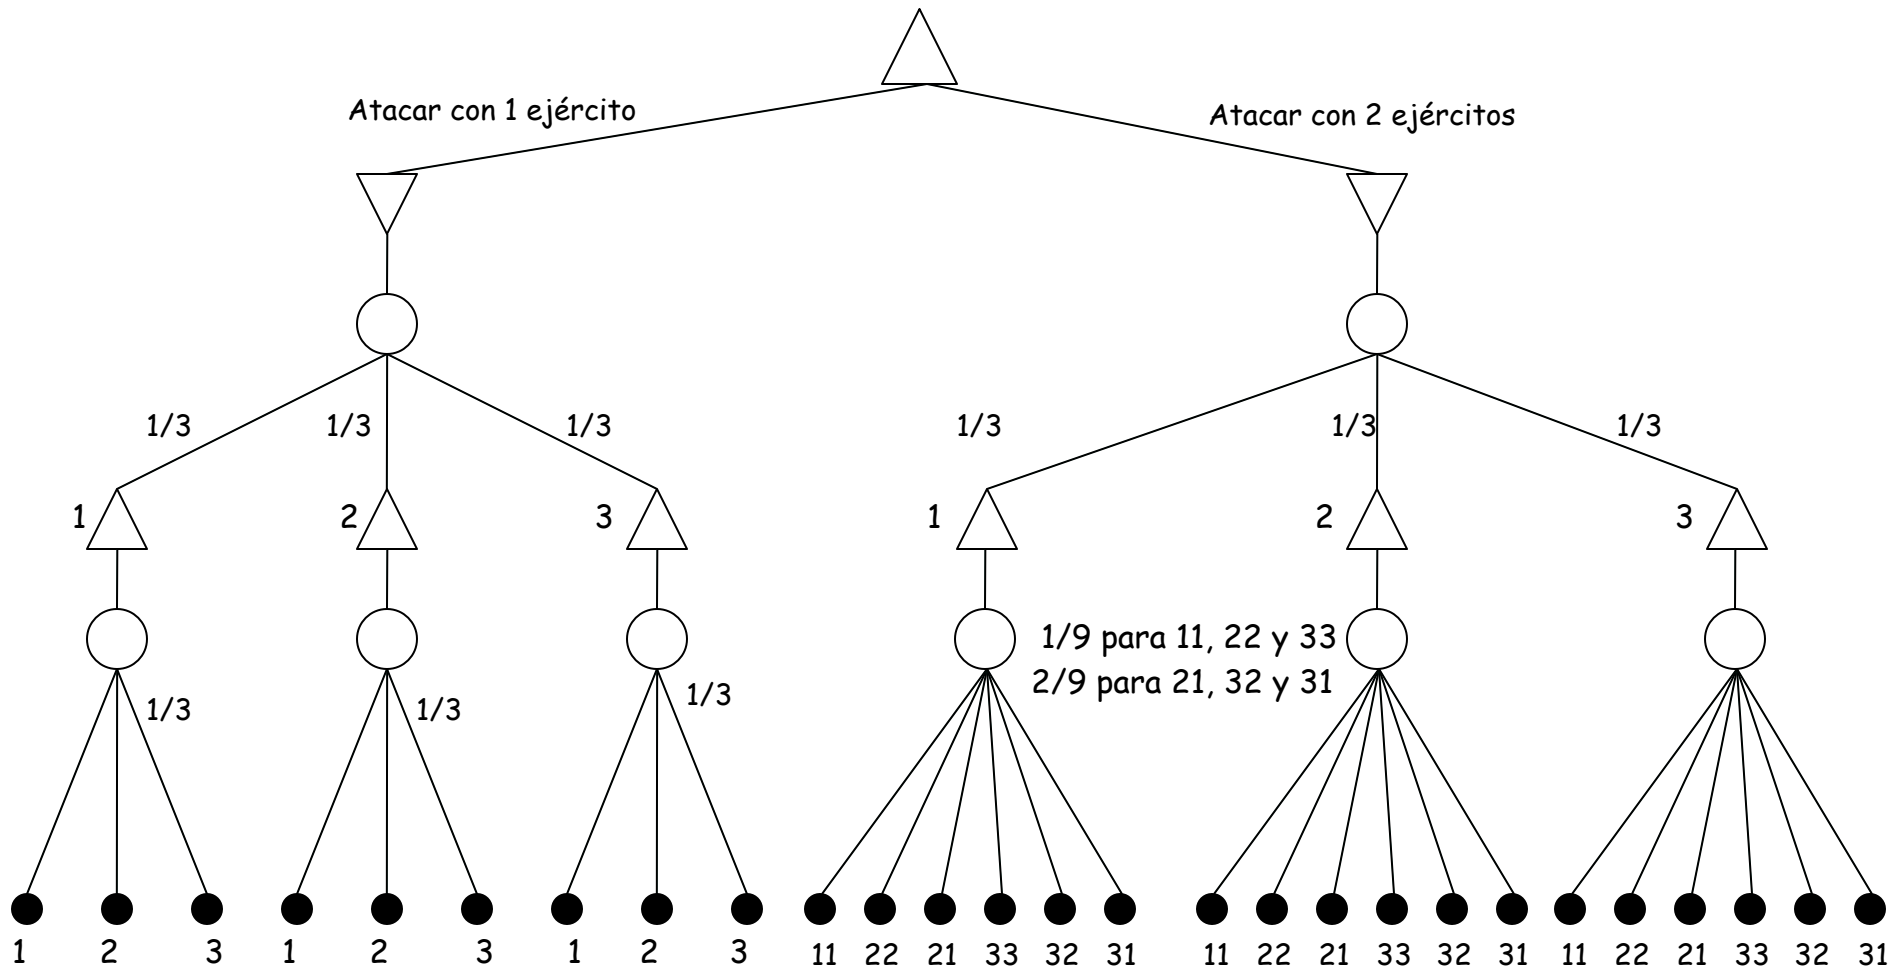 Atacar con 1 ejército
Atacar con 2 ejércitos
1/3 1/3 1/3 1/3 1/3 1/3
1 2 3 1 2 3
1/9 para 11, 22 y 33
2/9 para 21, 32 y 31
1/3 1/3 1/3
1 2 3 1 2 3 1 2 3 11 22 21 33 32 31 11 22 21 33 32 31 11 22 21 33 32 31